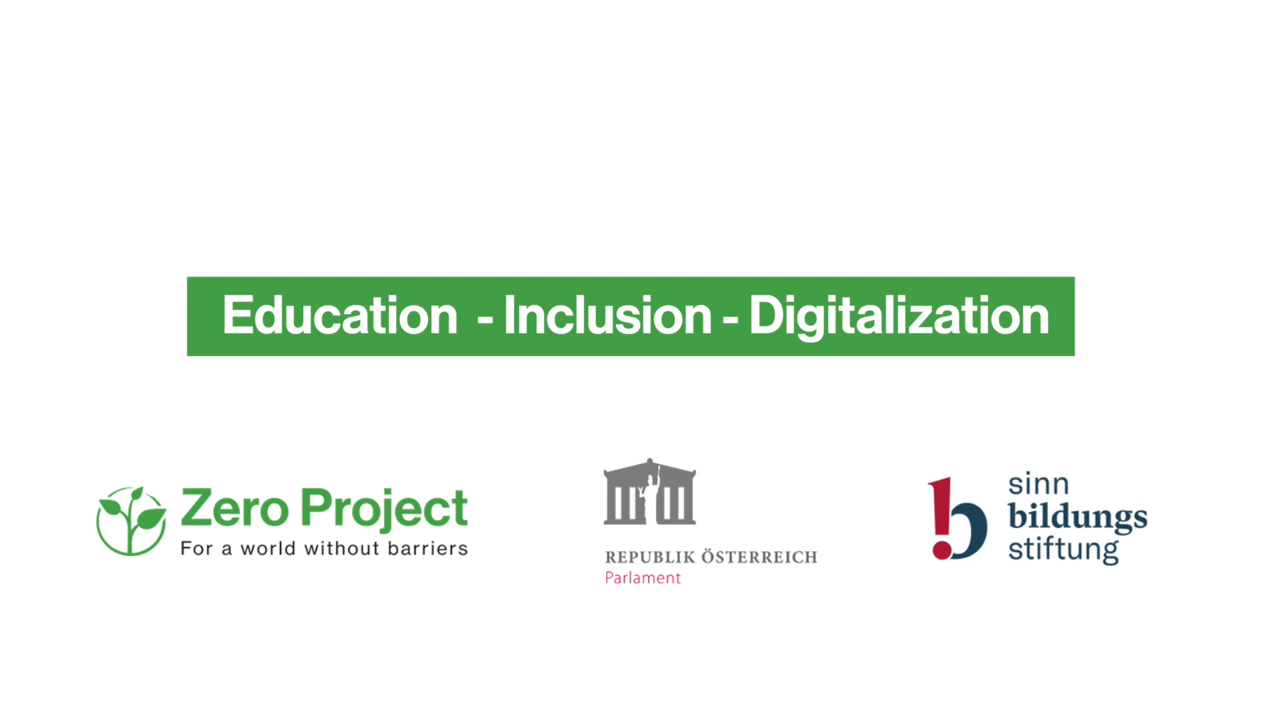 Education - Inclusion - Digitalization
Zero Project
For a world without barriers
REPUBLIK ÖSTERREICH
Parlament
sinn
bildungs
stiftung